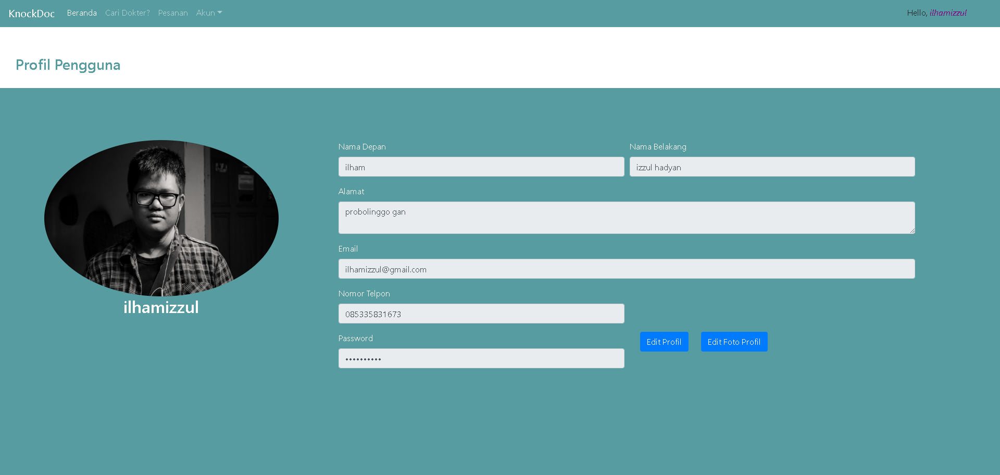 KnockDoc Beranda Cari Dokter? Pesanan Akun Hello, ilhamizzul
Profil Pengguna
Nama Depan Nama Belakang
ilham izzul hadyan
Alamat
probolinggo gan
Email
ilhamizzul@gmail.com
Nomor Telpon
085335831673
Password
••••••••••
Edit Profil Edit Foto Profil
ilhamizzul